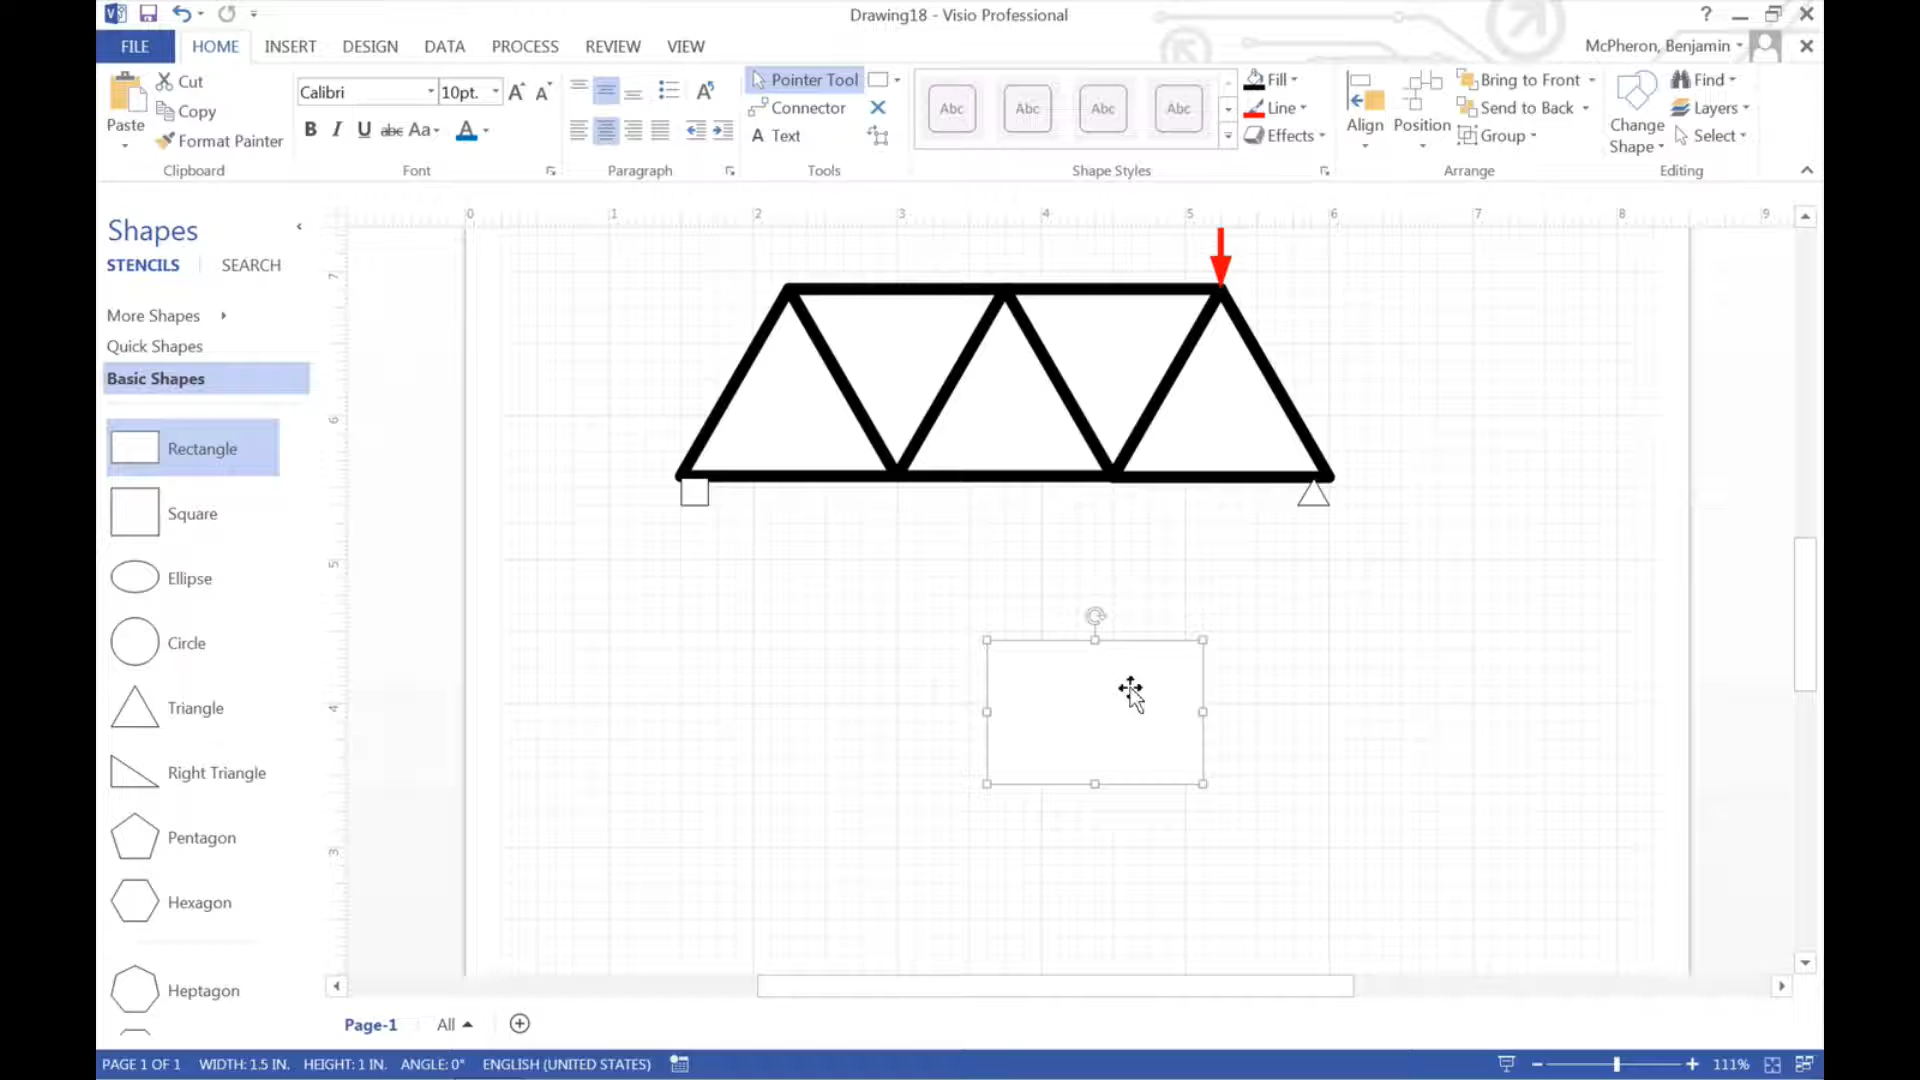 Drawing18 - Visio Professional
?
FILE HOME INSERT DESIGN DATA PROCESS REVIEW VIEW
McPheron, Benjamin
Paste
Cut
Copy
Format Painter
Clipboard
Calibri 10pt. A A
B I U abc Aa A
Font
Paragraph
Pointer Tool
Connector
A Text
Tools
Abc Abc Abc Abc
Shape Styles
Fill
Line
Effects
Align Position
Bring to Front
Send to Back
Group
Arrange
Change
Shape
Find
Layers
Select
Editing
Shapes
STENCILS SEARCH
More Shapes
Quick Shapes
Basic Shapes
Rectangle
Square
Ellipse
Circle
Triangle
Right Triangle
Pentagon
Hexagon
Heptagon
0 1 2 3 4 5 6 7 8 9
7
6
5
4
3
Page-1 All
PAGE 1 OF 1 WIDTH: 1.5 IN. HEIGHT: 1 IN. ANGLE: 0° ENGLISH (UNITED STATES) 111%